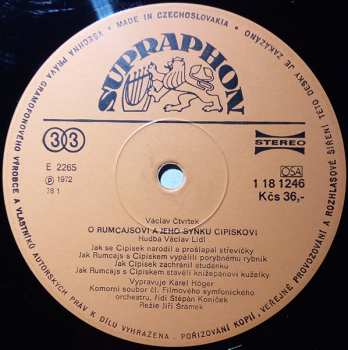 • MADE IN CZECHOSLOVAKIA •
VŠECHNA PRÁVA GRAMOFONOVÉHO VÝROBCE A VLASTNÍKŮ AUTORSKÝCH PRÁV K DÍLU VYHRAZENA • POŘIZOVÁNÍ KOPIÍ, VEŘEJNÉ PROVOZOVÁNÍ A ROZHLASOVÉ ŠÍŘENÍ TÉTO DESKY JE ZAKÁZÁNO
SUPRAPHON
33
STEREO
E 2265
℗ 1972
78 1
OSA
1 18 1246
Kčs 36,-
Václav Čtvrtek
O RUMCAJSOVI A JEHO SYNKU CIPÍSKOVI
Hudba Václav Lídl
Jak se Cipísek narodil a prošlapal střevíčky
Jak Rumcajs s Cipískem vypálili porybnému rybník
Jak Cipísek zachránil studánku
Jak Rumcajs s Cipískem stavěli knížepánovi kuželky
Vypravuje Karel Höger
Komorní soubor čl. Filmového symfonického
orchestru, řídí Štěpán Koníček
Režie Jiří Šrámek